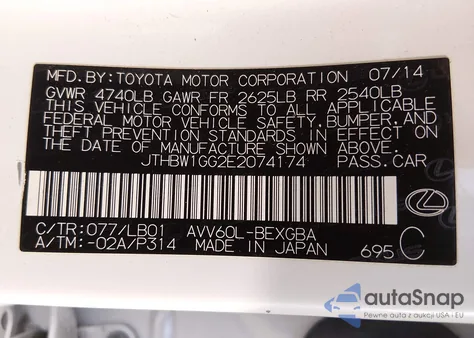 MFD. BY: TOYOTA MOTOR CORPORATION 07/14
GVWR 4740LB GAWR FR 2625LB RR 2540LB
THIS VEHICLE CONFORMS TO ALL APPLICABLE
FEDERAL MOTOR VEHICLE SAFETY, BUMPER, AND
THEFT PREVENTION STANDARDS IN EFFECT ON THE
DATE OF MANUFACTURE SHOWN ABOVE.
JTHBW1GG2E2074174 PASS. CAR
C/TR: 077/LB01 AVV60L-BEXGBA
A/TM: -02A/P314 MADE IN JAPAN 695 C
autoSnap
Pewne auto z aukcji USA i EU